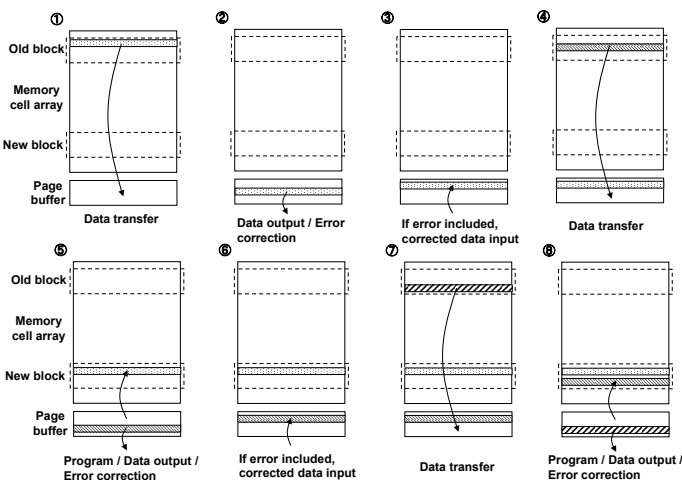 ① ② ③ ④
Old block
Memory
cell array
New block
Page
buffer
Data transfer
Data output / Error
correction
If error included,
corrected data input
Data transfer
⑤ ⑥ ⑦ ⑧
Old block
Memory
cell array
New block
Page
buffer
Program / Data output /
Error correction
If error included,
corrected data input
Data transfer
Program / Data output /
Error correction